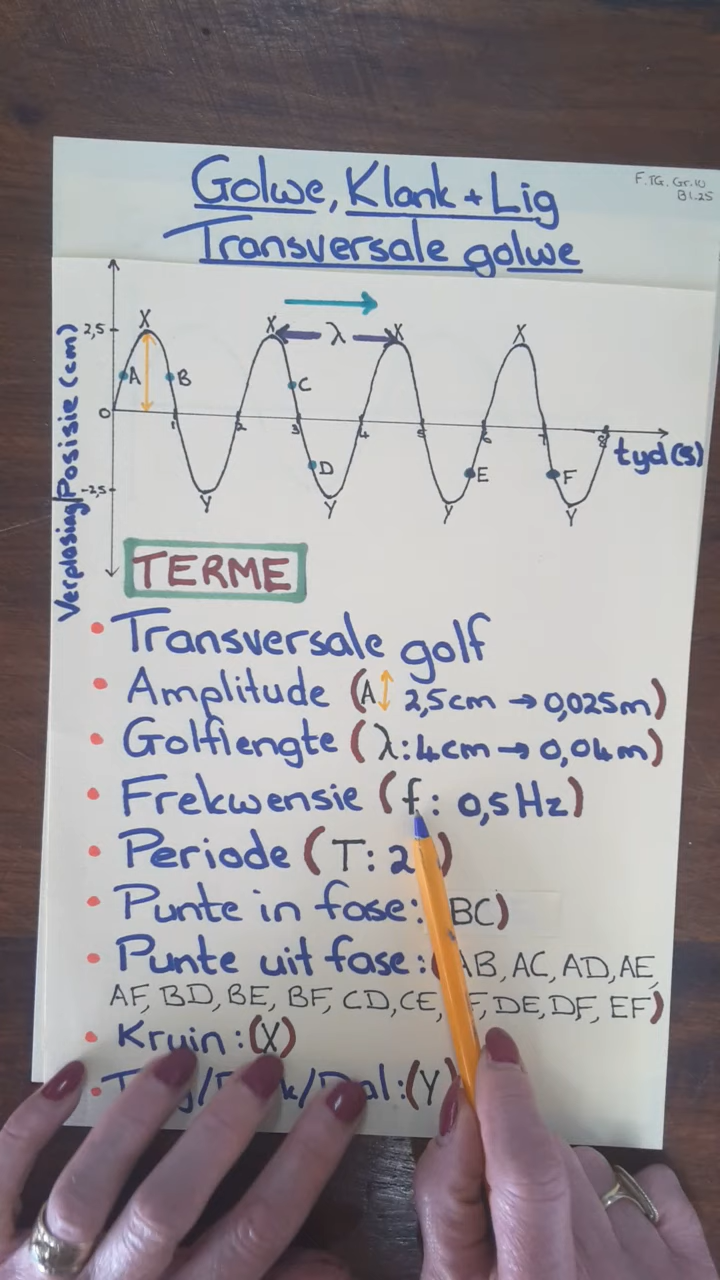 Golwe, Klank + Lig
F.TG.Gr.10
Bl.25
Transversale golwe
Verplasing/Posisie (cm)
2,5
0
-2,5
X
X
λ
X
X
A
B
C
D
E
F
1
2
3
4
5
6
7
8
tyd(s)
Y
Y
Y
Y
TERME
• Transversale golf
• Amplitude (A↕ 2,5cm → 0,025m)
• Golflengte (λ:4cm → 0,04m)
• Frekwensie (f: 0,5Hz)
• Periode (T: 2 )
• Punte in fase: BC)
• Punte uit fase:( AB, AC, AD, AE,
AF, BD, BE, BF, CD, CE, F, DE, DF, EF)
• Kruin:(X)
• :(Y)